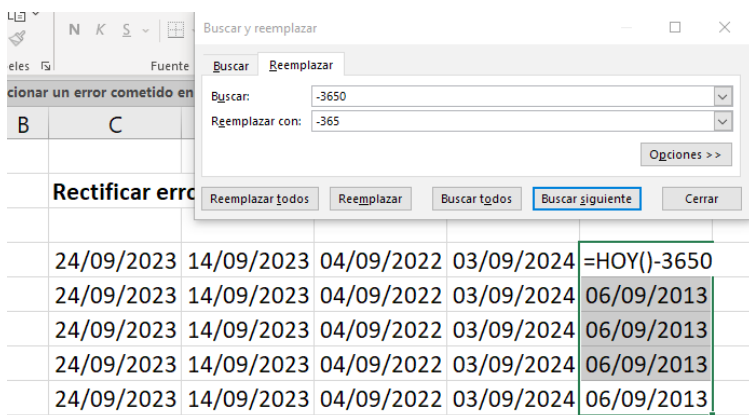 N K S
Buscar y reemplazar
eles
Fuente
Buscar Reemplazar
cionar un error cometido en
Buscar: -3650
Reemplazar con: -365
B C
Opciones >>
Rectificar erro
Reemplazar todos Reemplazar Buscar todos Buscar siguiente Cerrar
24/09/2023 14/09/2023 04/09/2022 03/09/2024 =HOY()-3650
24/09/2023 14/09/2023 04/09/2022 03/09/2024 06/09/2013
24/09/2023 14/09/2023 04/09/2022 03/09/2024 06/09/2013
24/09/2023 14/09/2023 04/09/2022 03/09/2024 06/09/2013
24/09/2023 14/09/2023 04/09/2022 03/09/2024 06/09/2013